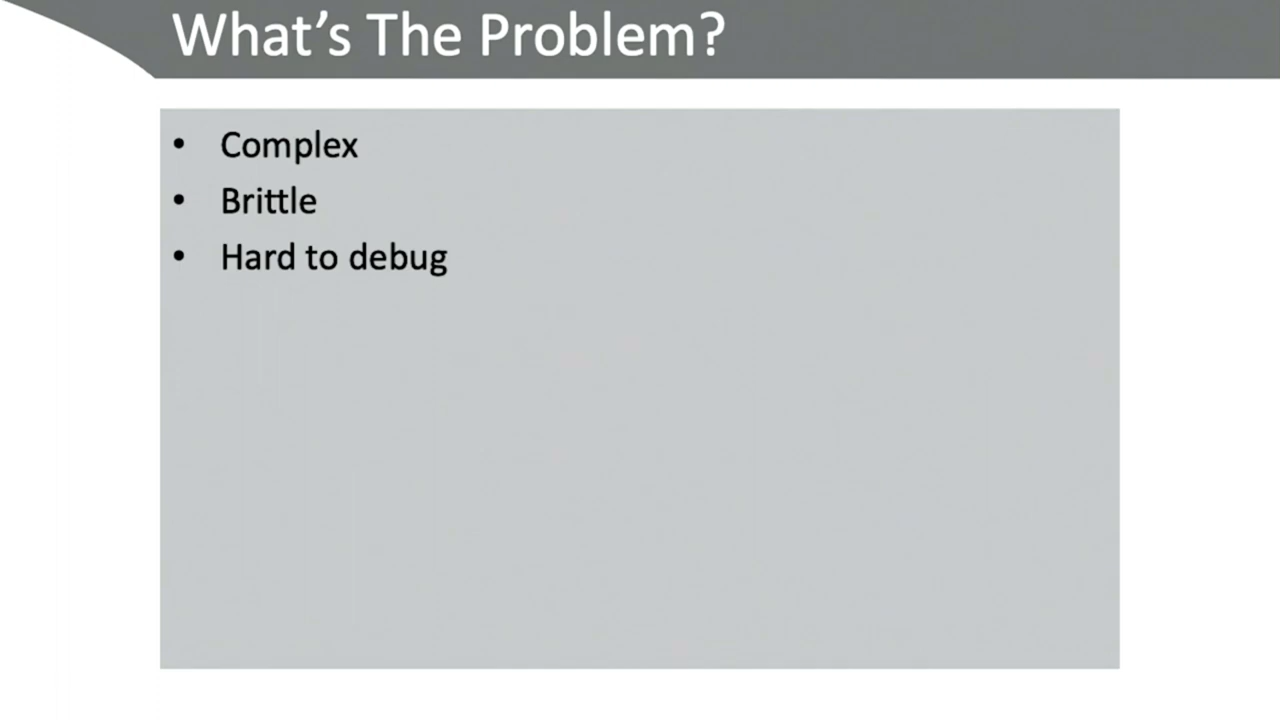 What's The Problem?
• Complex
• Brittle
• Hard to debug